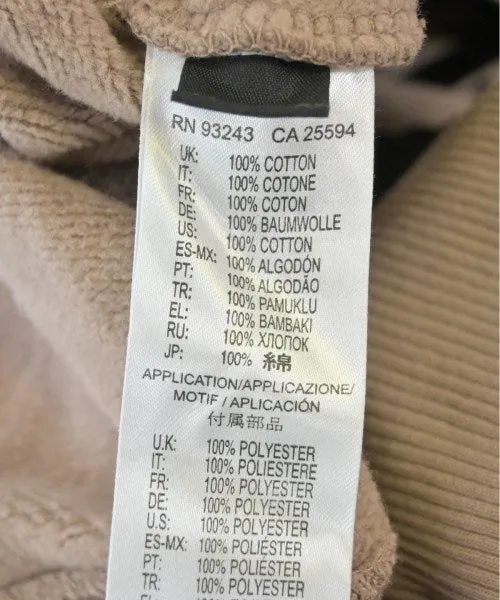 RN 93243 CA 25594
UK: 100% COTTON
IT: 100% COTONE
FR: 100% COTON
DE: 100% BAUMWOLLE
US: 100% COTTON
ES-MX: 100% ALGODÓN
PT: 100% ALGODÃO
TR: 100% PAMUKLU
EL: 100% BAMBAKI
RU: 100% ХЛОПОК
JP: 100% 綿
APPLICATION/APPLICAZIONE/
MOTIF / APLICACIÓN
付属部品
U.K: 100% POLYESTER
IT: 100% POLIESTERE
FR: 100% POLYESTER
DE: 100% POLYESTER
U.S: 100% POLYESTER
ES-MX: 100% POLIÉSTER
PT: 100% POLIÉSTER
TR: 100% POLYESTER